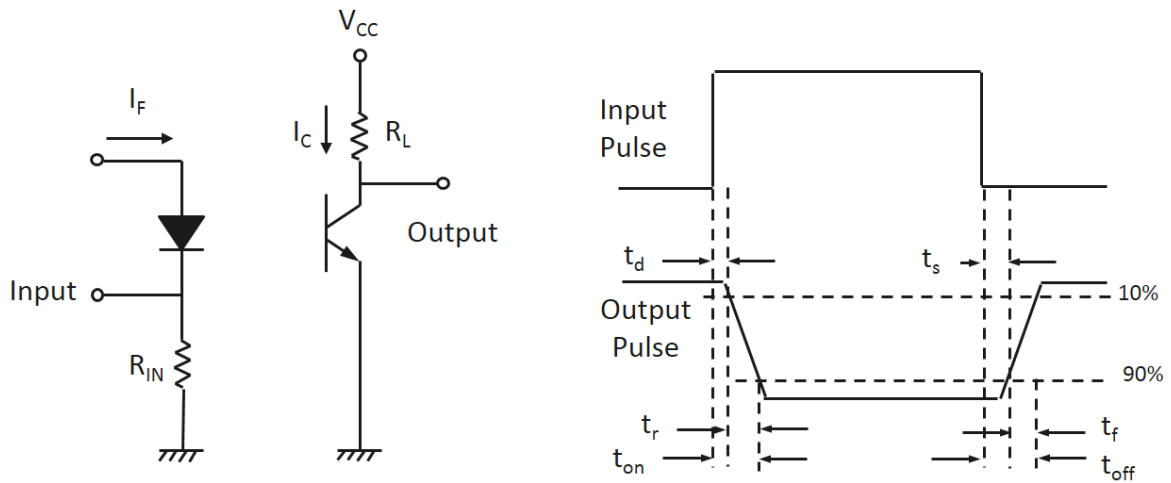 V_CC
I_F
I_C
R_L
Output
Input
R_IN
Input
Pulse
t_d
t_s
10%
Output
Pulse
90%
t_r
t_f
t_on
t_off